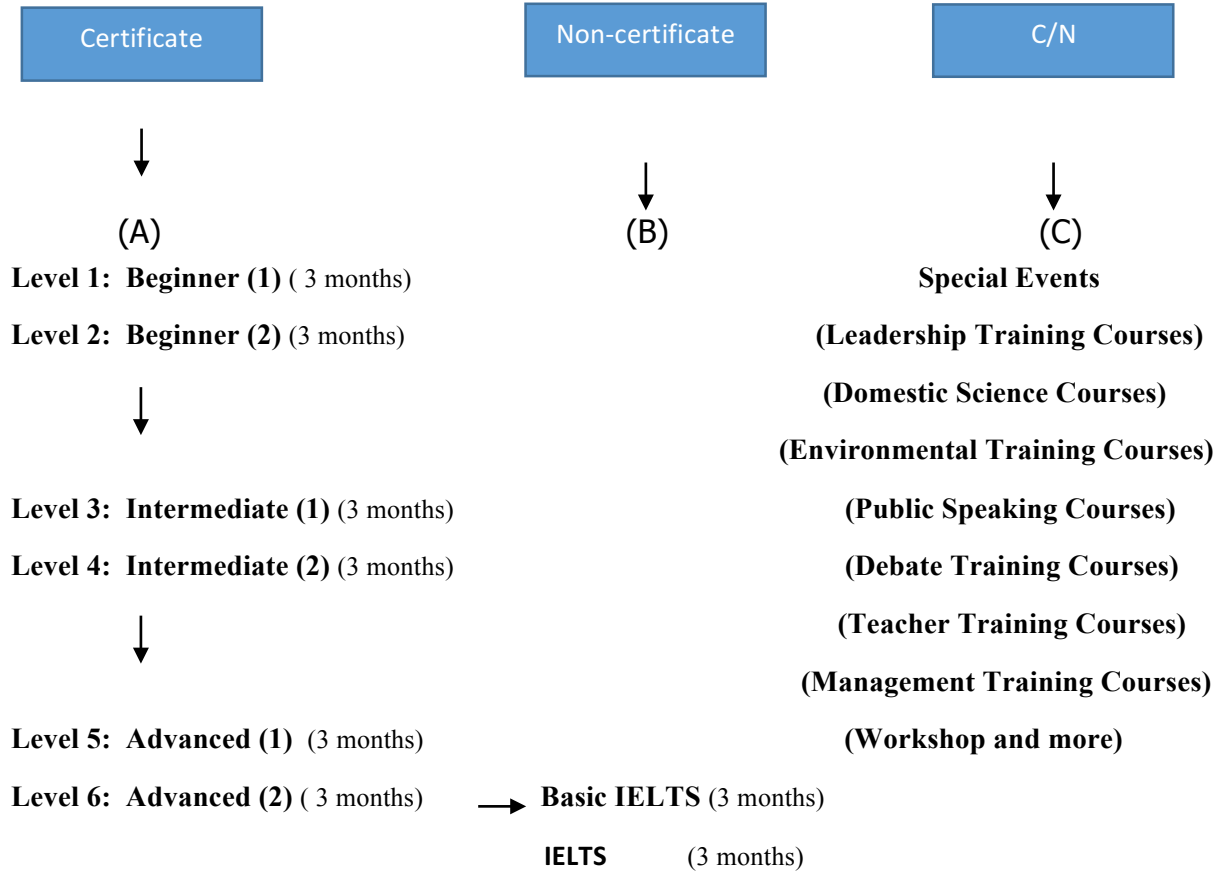 Certificate
Non-certificate
C/N
(A)
(B)
(C)
Level 1: Beginner (1) ( 3 months)
Special Events
Level 2: Beginner (2) (3 months)
(Leadership Training Courses)
(Domestic Science Courses)
(Environmental Training Courses)
Level 3: Intermediate (1) (3 months)
(Public Speaking Courses)
Level 4: Intermediate (2) (3 months)
(Debate Training Courses)
(Teacher Training Courses)
(Management Training Courses)
Level 5: Advanced (1) (3 months)
(Workshop and more)
Level 6: Advanced (2) ( 3 months)
Basic IELTS (3 months)
IELTS (3 months)